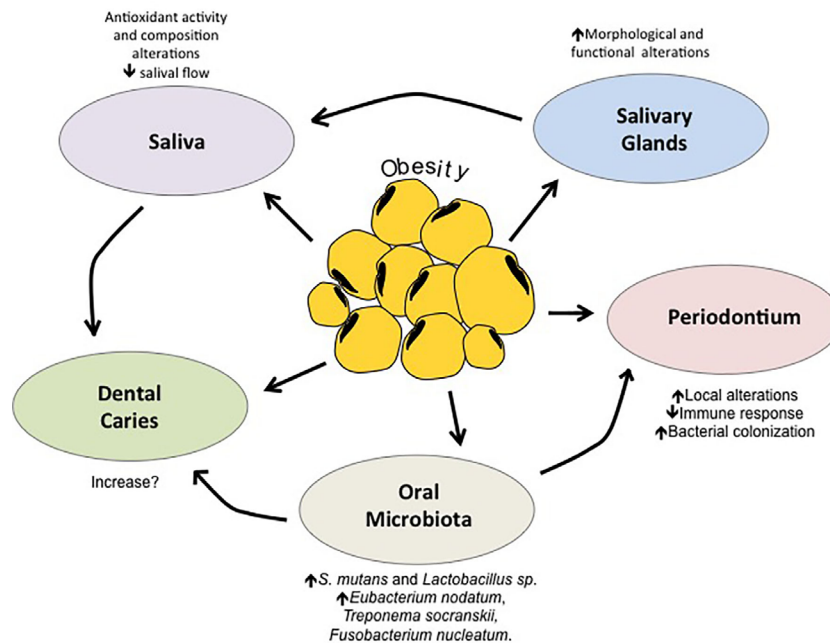 Antioxidant activity
and composition
alterations
↓ salival flow
Saliva
↑Morphological and
functional alterations
Salivary
Glands
Obesity
Periodontium
↑Local alterations
↓Immune response
↑Bacterial colonization
Dental
Caries
Increase?
Oral
Microbiota
↑S. mutans and Lactobacillus sp.
↑Eubacterium nodatum,
Treponema socranskii,
Fusobacterium nucleatum.